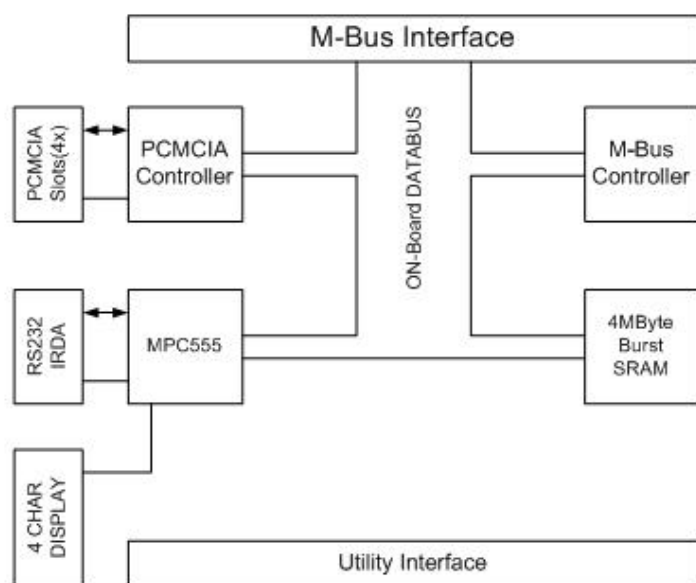 M-Bus Interface
PCMCIA
Slots(4x)
PCMCIA
Controller
ON-Board DATABUS
M-Bus
Controller
RS232
IRDA
MPC555
4MByte
Burst
SRAM
4 CHAR
DISPLAY
Utility Interface